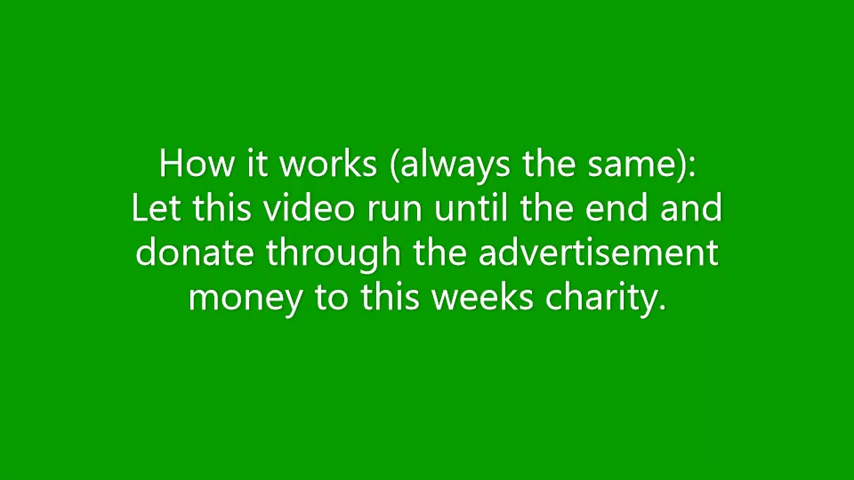 How it works (always the same):
Let this video run until the end and
donate through the advertisement
money to this weeks charity.